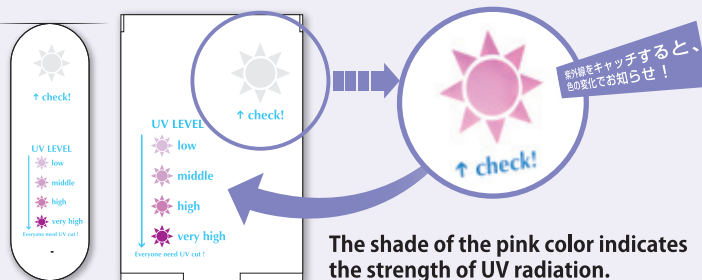 ↑ check!
UV LEVEL
low
middle
high
very high
Everyone need UV cut !
↑ check!
UV LEVEL
low
middle
high
very high
Everyone need UV cut !
↑ check!
紫外線をキャッチすると、
色の変化でお知らせ！
The shade of the pink color indicates
the strength of UV radiation.